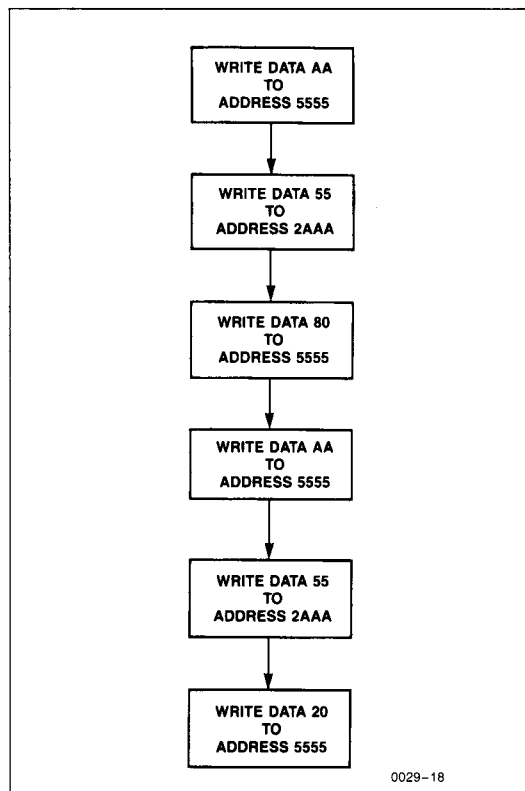 WRITE DATA AA
TO
ADDRESS 5555
WRITE DATA 55
TO
ADDRESS 2AAA
WRITE DATA 80
TO
ADDRESS 5555
WRITE DATA AA
TO
ADDRESS 5555
WRITE DATA 55
TO
ADDRESS 2AAA
WRITE DATA 20
TO
ADDRESS 5555
0029-18